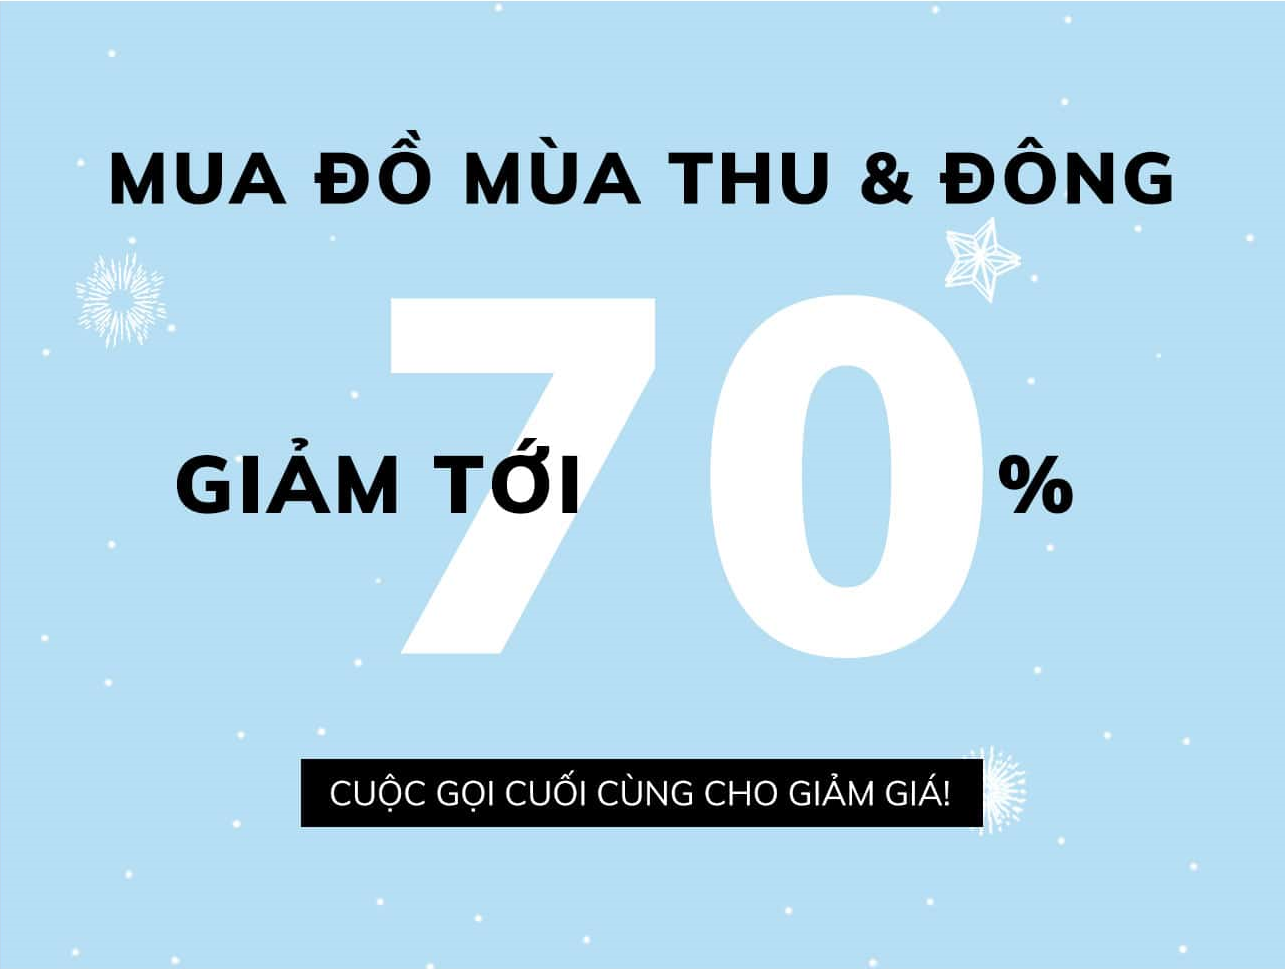 MUA ĐỒ MÙA THU & ĐÔNG
GIẢM TỚI 70%
CUỘC GỌI CUỐI CÙNG CHO GIẢM GIÁ!